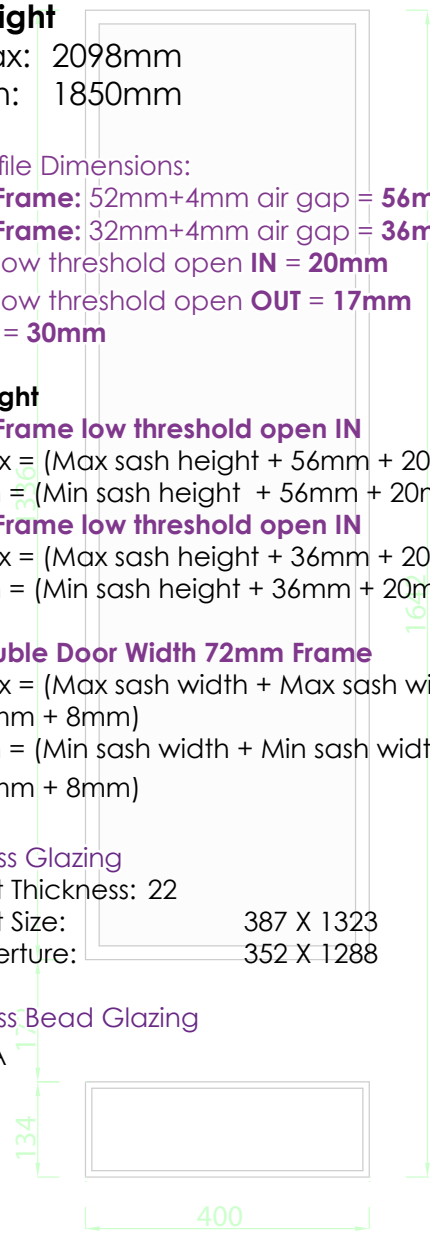 ight
ax: 2098mm
n: 1850mm
file Dimensions:
Frame: 52mm+4mm air gap = 56m
Frame: 32mm+4mm air gap = 36m
ow threshold open IN = 20mm
ow threshold open OUT = 17mm
= 30mm
ght
Frame low threshold open IN
x = (Max sash height + 56mm + 20
= (Min sash height + 56mm + 20m
Frame low threshold open IN
x = (Max sash height + 36mm + 20
= (Min sash height + 36mm + 20m
uble Door Width 72mm Frame
x = (Max sash width + Max sash wi
mm + 8mm)
= (Min sash width + Min sash widt
mm + 8mm)
ss Glazing
t Thickness: 22
t Size: 387 X 1323
erture: 352 X 1288
ss Bead Glazing
A
134
400